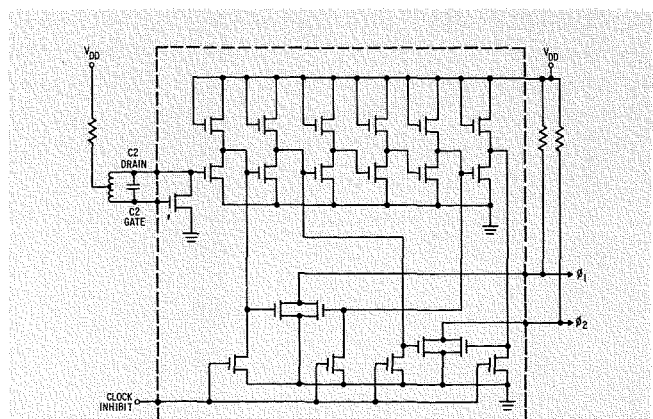 VDD
VDD
C2
DRAIN
C2
GATE
ø1
ø2
CLOCK
INHIBIT